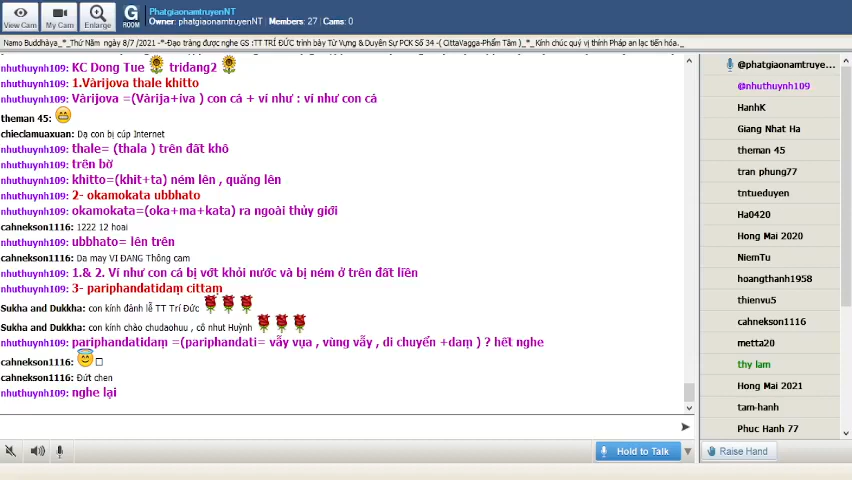 View Cam
My Cam
Enlarge
G
ROOM
PhatgiaonamtruyenNT
Owner: phatgiaonamtruyenNT | Members: 27 | Cams: 0
Namo Buddhàya_*_Thứ Năm ngày 8/7 /2021 -*-Đạo tràng được nghe GS :TT TRÍ ĐỨC trình bày Từ Vựng & Duyên Sự PCK Số 34 -( CittaVagga-Phẩm Tâm )_*_ Kính chúc quý vị thính Pháp an lạc tiến hóa._
nhuthuynh109: KC Dong Tue tridang2
nhuthuynh109: 1.Vàrijova thale khitto
nhuthuynh109: Vàrijova =(Vàrija+iva ) con cá + ví như : ví như con cá
theman 45:
chieclamuaxuan: Dạ con bị cúp Internet
nhuthuynh109: thale= (thala ) trên đất khô
nhuthuynh109: trên bờ
nhuthuynh109: khitto=(khit+ta) ném lên , quăng lên
nhuthuynh109: 2- okamokata ubbhato
nhuthuynh109: okamokata=(oka+ma+kata) ra ngoài thủy giới
cahnekson1116: 1222 12 hoai
nhuthuynh109: ubbhato= lên trên
cahnekson1116: Da may VI ĐANG Thông cam
nhuthuynh109: 1.& 2. Ví như con cá bị vớt khỏi nước và bị ném ở trên đất liền
nhuthuynh109: 3- pariphandatidaṃ cittaṃ
Sukha and Dukkha: con kính đảnh lễ TT Trí Đức
Sukha and Dukkha: con kính chào chudaohuu , cô nhut Huỳnh
nhuthuynh109: pariphandatidaṃ =(pariphandati= vẫy vụa , vùng vẫy , di chuyển +daṃ ) ? hết nghe
cahnekson1116:
cahnekson1116: Đứt chen
nhuthuynh109: nghe lại
@phatgiaonamtruye...
@nhuthuynh109
HanhK
Giang Nhat Ha
theman 45
tran phung77
tntueduyen
Ha0420
Hong Mai 2020
NiemTu
hoangthanh1958
thienvu5
cahnekson1116
metta20
thy lam
Hong Mai 2021
tam-hanh
Phuc Hanh 77
Hold to Talk
Raise Hand